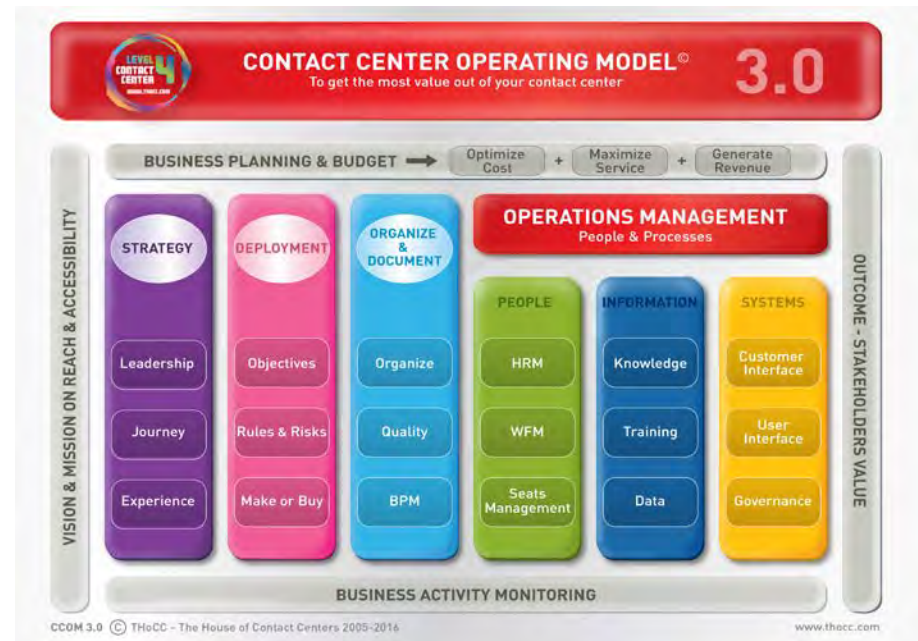 LEVEL 4
CONTACT
CENTER
WWW.THOCC.COM
CONTACT CENTER OPERATING MODEL©
To get the most value out of your contact center
3.0
BUSINESS PLANNING & BUDGET
Optimize
Cost
+
Maximize
Service
+
Generate
Revenue
VISION & MISSION ON REACH & ACCESSIBILITY
STRATEGY
Leadership
Journey
Experience
DEPLOYMENT
Objectives
Rules & Risks
Make or Buy
ORGANIZE
&
DOCUMENT
Organize
Quality
BPM
OPERATIONS MANAGEMENT
People & Processes
PEOPLE
HRM
WFM
Seats
Management
INFORMATION
Knowledge
Training
Data
SYSTEMS
Customer
Interface
User
Interface
Governance
OUTCOME - STAKEHOLDERS VALUE
BUSINESS ACTIVITY MONITORING
CCOM 3.0 © THoCC - The House of Contact Centers 2005-2016
www.thocc.com